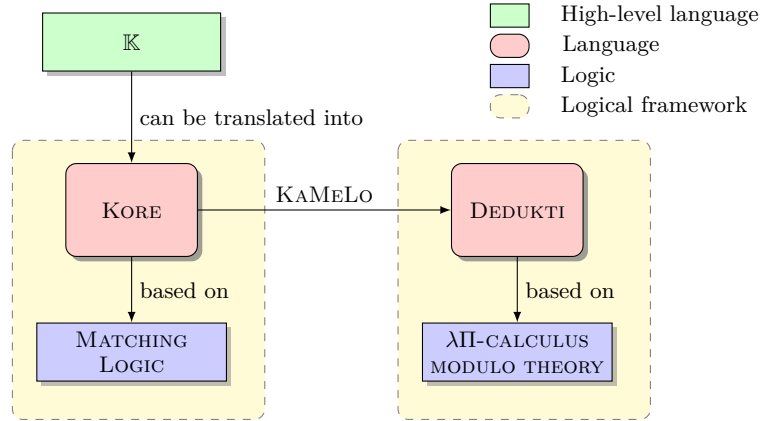 𝕂
High-level language
Language
Logic
Logical framework
can be translated into
KORE
KAMELO
DEDUKTI
based on
based on
MATCHING
LOGIC
λΠ-CALCULUS
MODULO THEORY